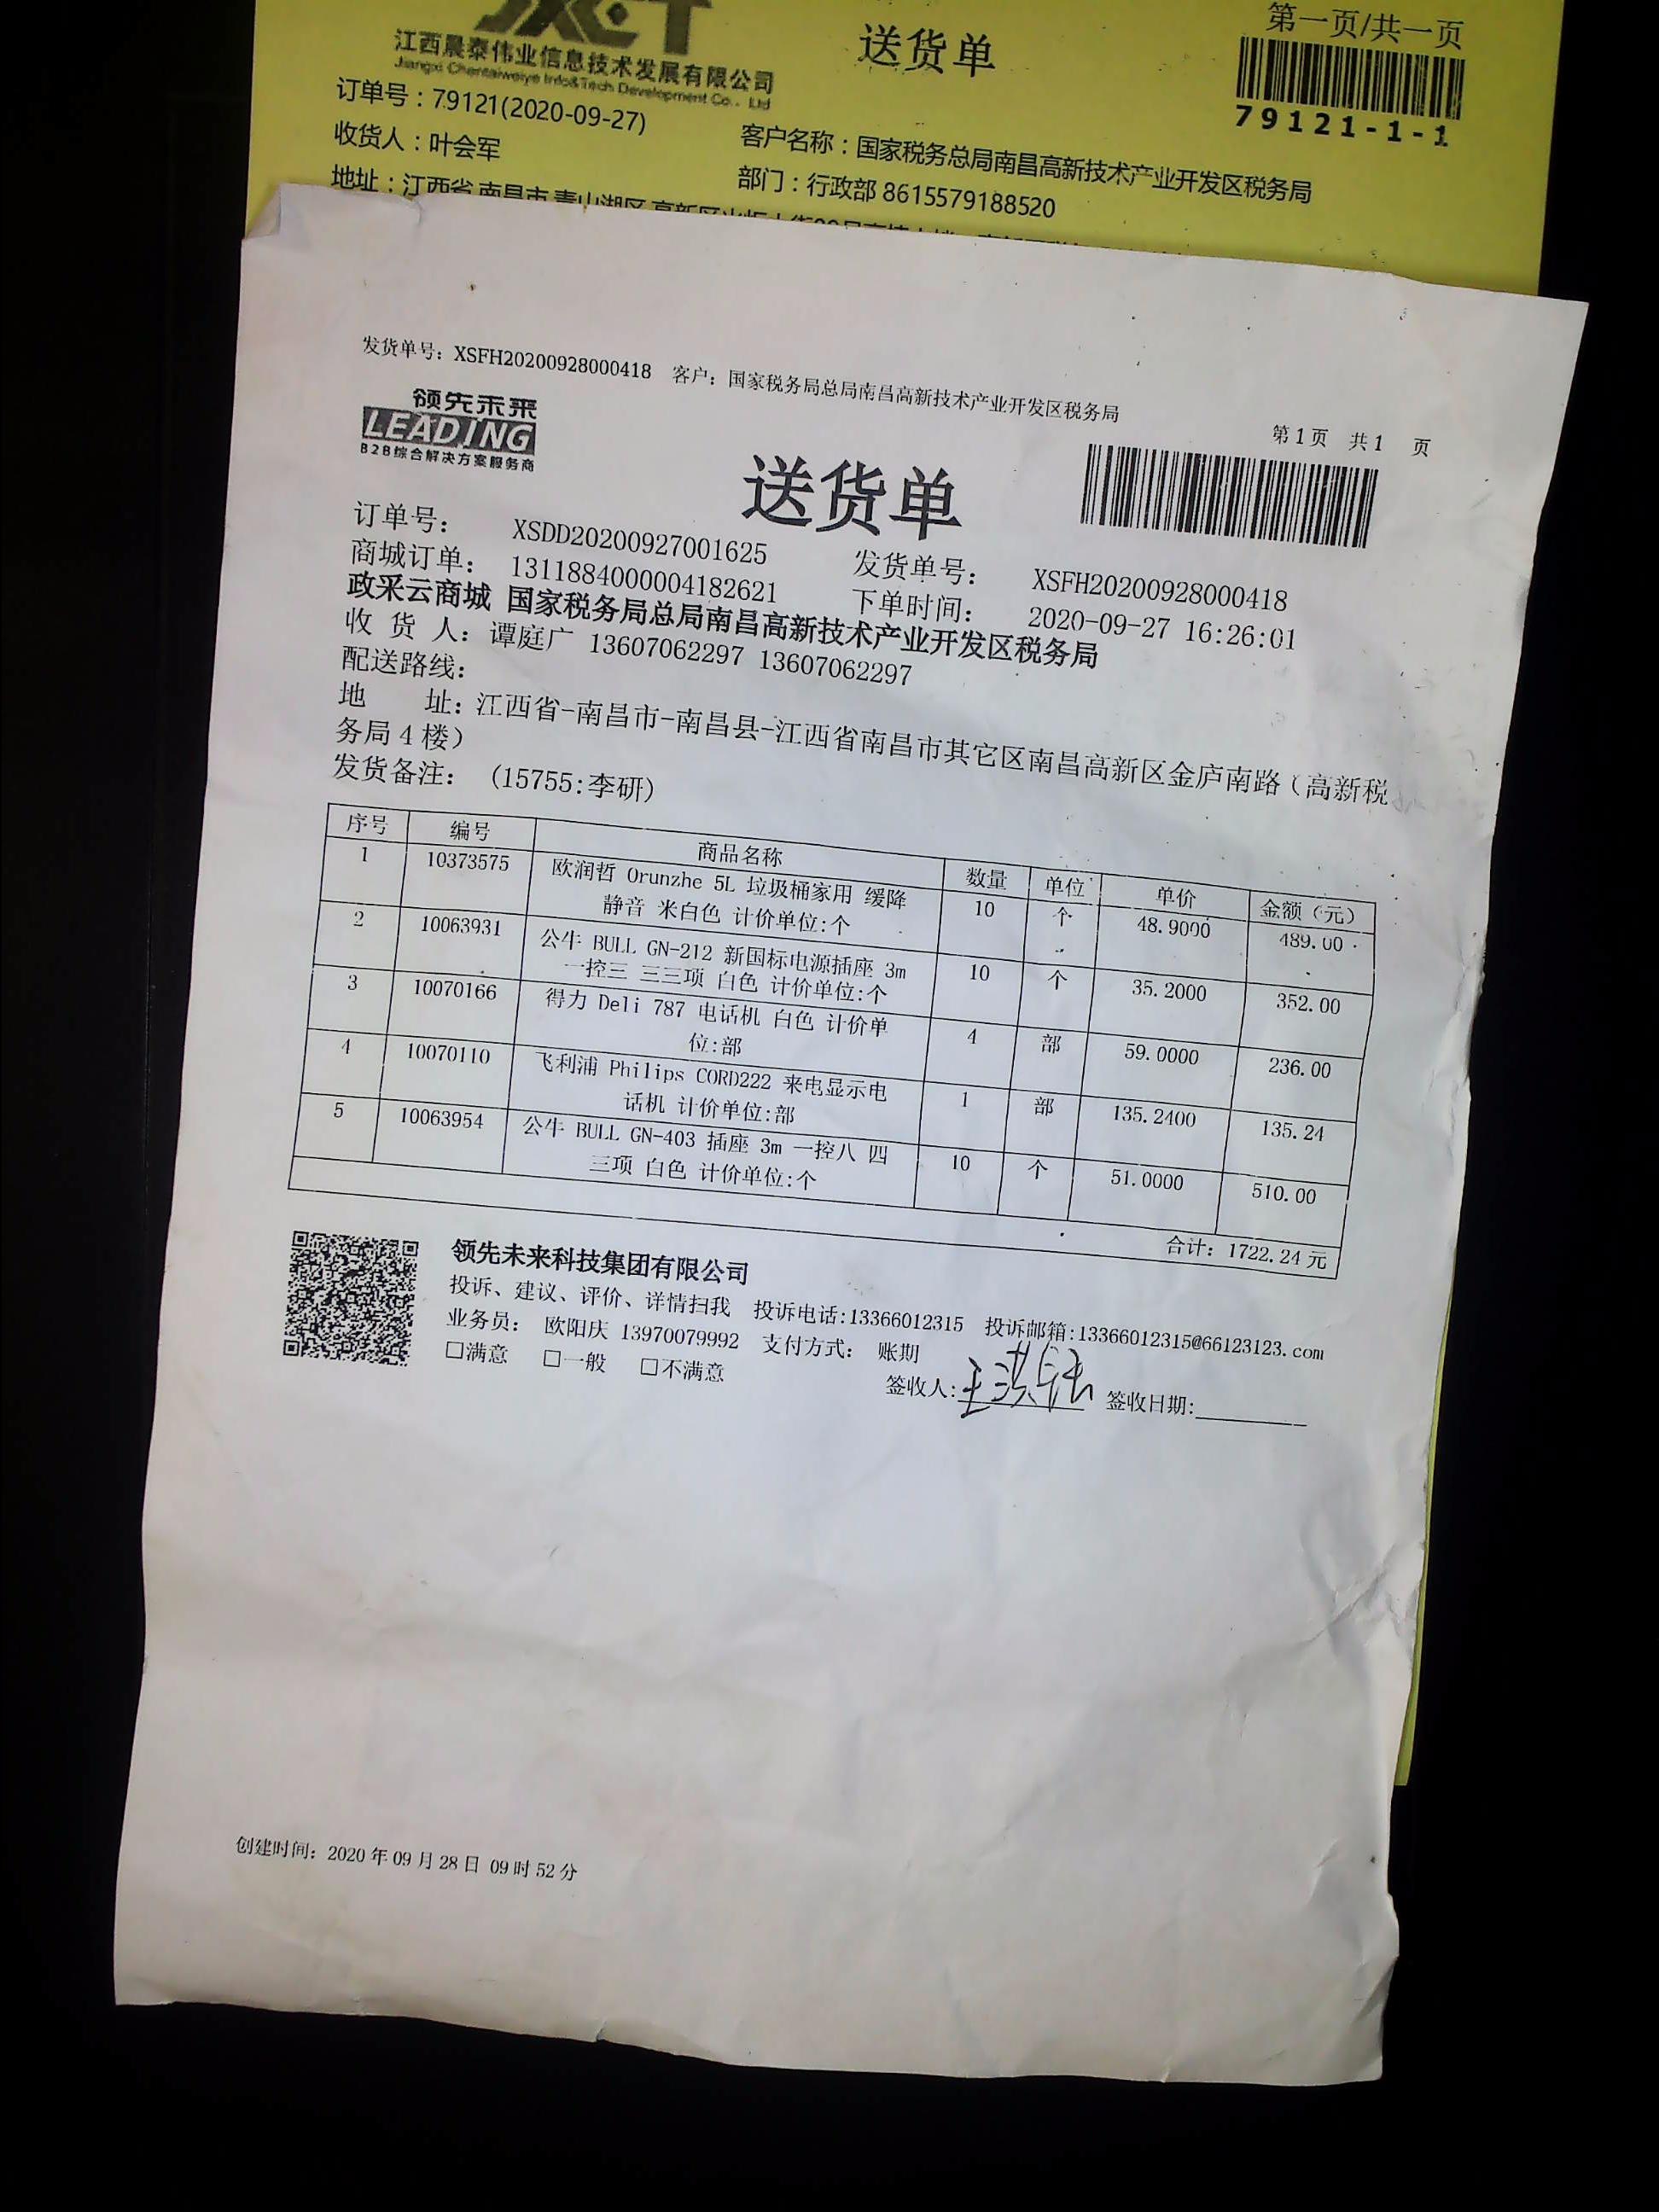 江西晨泰伟业信息技术发展有限公司
Jiangxi Chentaiweiye Info&Tech Development Co., Ltd
送货单
第一页/共一页
79121-1-1
订单号：79121(2020-09-27)
收货人：叶会军
客户名称：国家税务总局南昌高新技术产业开发区税务局
部门：行政部 8615579188520
地址：江西省 南昌市 青山湖区
发货单号：XSFH20200928000418 客户：国家税务局总局南昌高新技术产业开发区税务局
第1页 共1 页
领先未来
LEADING
B2B综合解决方案服务商
送货单
订单号： XSDD20200927001625 发货单号： XSFH20200928000418
商城订单： 1311884000004182621 下单时间： 2020-09-27 16:26:01
政采云商城 国家税务局总局南昌高新技术产业开发区税务局
收 货 人：谭庭广 13607062297 13607062297
配送路线：
地 址：江西省-南昌市-南昌县-江西省南昌市其它区南昌高新区金庐南路（高新税
务局4楼）
发货备注： (15755:李研)
序号 编号 商品名称 数量 单位 单价 金额（元）
1 10373575 欧润哲 Orunzhe 5L 垃圾桶家用 缓降 10 个 48.9000 489.00
静音 米白色 计价单位:个
2 10063931 公牛 BULL GN-212 新国标电源插座 3m 10 个 35.2000 352.00
一控三 三三项 白色 计价单位:个
3 10070166 得力 Deli 787 电话机 白色 计价单 4 部 59.0000 236.00
位:部
4 10070110 飞利浦 Philips CORD222 来电显示电 1 部 135.2400 135.24
话机 计价单位:部
5 10063954 公牛 BULL GN-403 插座 3m 一控八 四 10 个 51.0000 510.00
三项 白色 计价单位:个
合计：1722.24元
领先未来科技集团有限公司
投诉、建议、评价、详情扫我 投诉电话:13366012315 投诉邮箱:13366012315@66123123.com
业务员： 欧阳庆 13970079992 支付方式： 账期
□满意 □一般 □不满意
签收人: 签收日期:
创建时间：2020年09月28日 09时52分